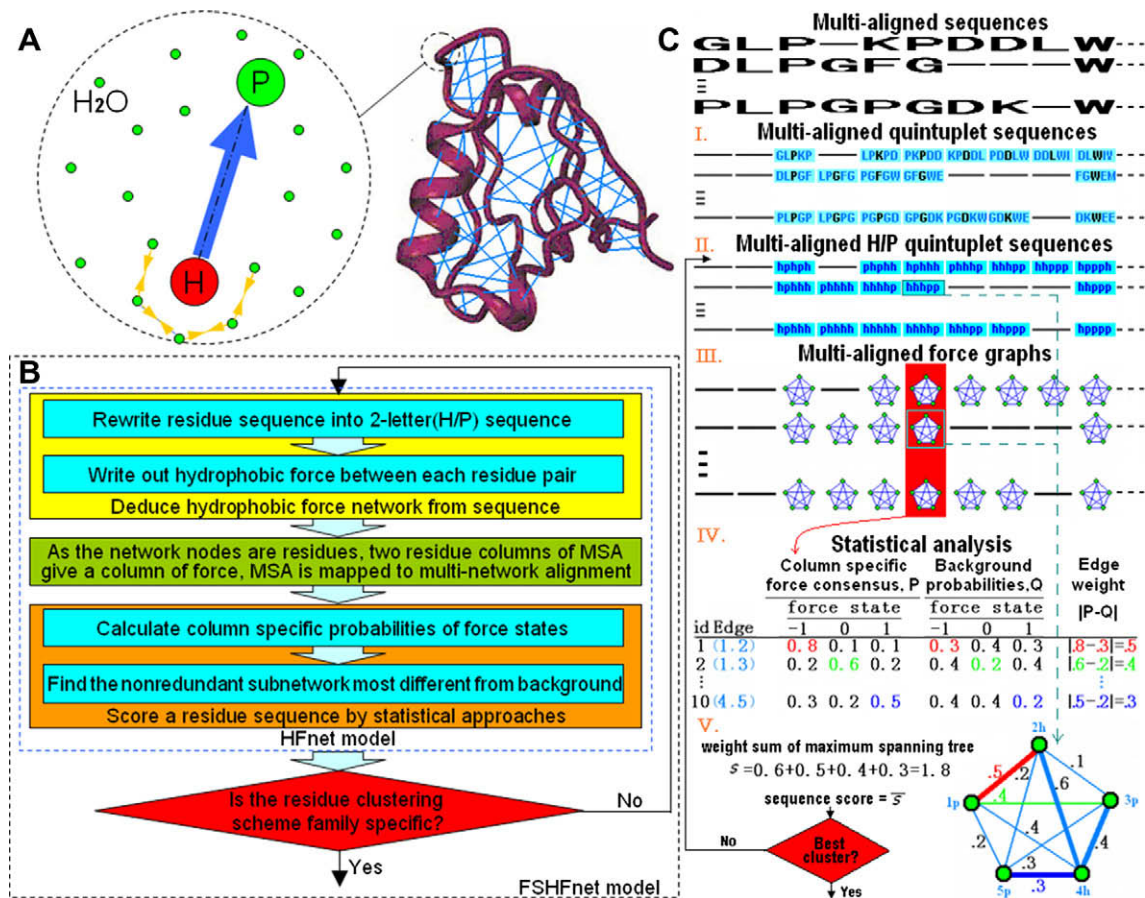 A
H2O
P
H
B
Rewrite residue sequence into 2-letter(H/P) sequence
Write out hydrophobic force between each residue pair
Deduce hydrophobic force network from sequence
As the network nodes are residues, two residue columns of MSA
give a column of force, MSA is mapped to multi-network alignment
Calculate column specific probabilities of force states
Find the nonredundant subnetwork most different from background
Score a residue sequence by statistical approaches
HFnet model
Is the residue clustering
scheme family specific?
No
Yes
FSHFnet model
C
Multi-aligned sequences
GLP—KPDDLW
DLPGFG———W
PLPGPGDK—W
I.
Multi-aligned quintuplet sequences
GLPKP — LPKPD PKPDD KPDDL PDDLW DDLWI DLWIV
DLPGF LPGFG PGFGW GFGWE — — — FGWEM
PLPGP LPGPG PGPGD GPGDK PGDKW GDKWE — DKWEE
II.
Multi-aligned H/P quintuplet sequences
hphph — phphh hphhh phhhp hhhpp hhppp hppph
hphhh phhhh hhhhp hhhpp — — — hhppp
hphhh phhhh hhhhh hhhhp hhhpp hhppp — hpppp
III.
Multi-aligned force graphs
IV.
Statistical analysis
Column specific force consensus, P
Background probabilities,Q
Edge weight
|P-Q|
force state force state
id Edge −1 0 1 −1 0 1
1 (1.2) 0.8 0.1 0.1 0.3 0.4 0.3 |.8-.3|=.5
2 (1.3) 0.2 0.6 0.2 0.4 0.2 0.4 |.6-.2|=.4
10 (4.5) 0.3 0.2 0.5 0.4 0.4 0.2 |.5-.2|=.3
V.
weight sum of maximum spanning tree
s=0.6+0.5+0.4+0.3=1.8
sequence score = s̄
No
Best
cluster?
Yes
2h
.5
.2
.6
.1
1p
.4
3p
.2
.4
.4
.3
5p
.3
4h